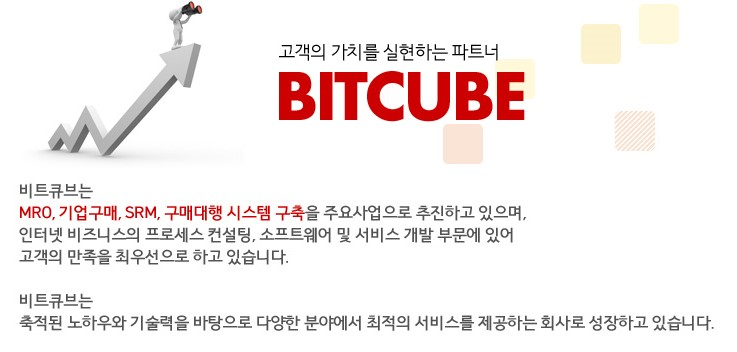 고객의 가치를 실현하는 파트너
BITCUBE
비트큐브는
MRO, 기업구매, SRM, 구매대행 시스템 구축을 주요사업으로 추진하고 있으며,
인터넷 비즈니스의 프로세스 컨설팅, 소프트웨어 및 서비스 개발 부문에 있어
고객의 만족을 최우선으로 하고 있습니다.
비트큐브는
축적된 노하우와 기술력을 바탕으로 다양한 분야에서 최적의 서비스를 제공하는 회사로 성장하고 있습니다.